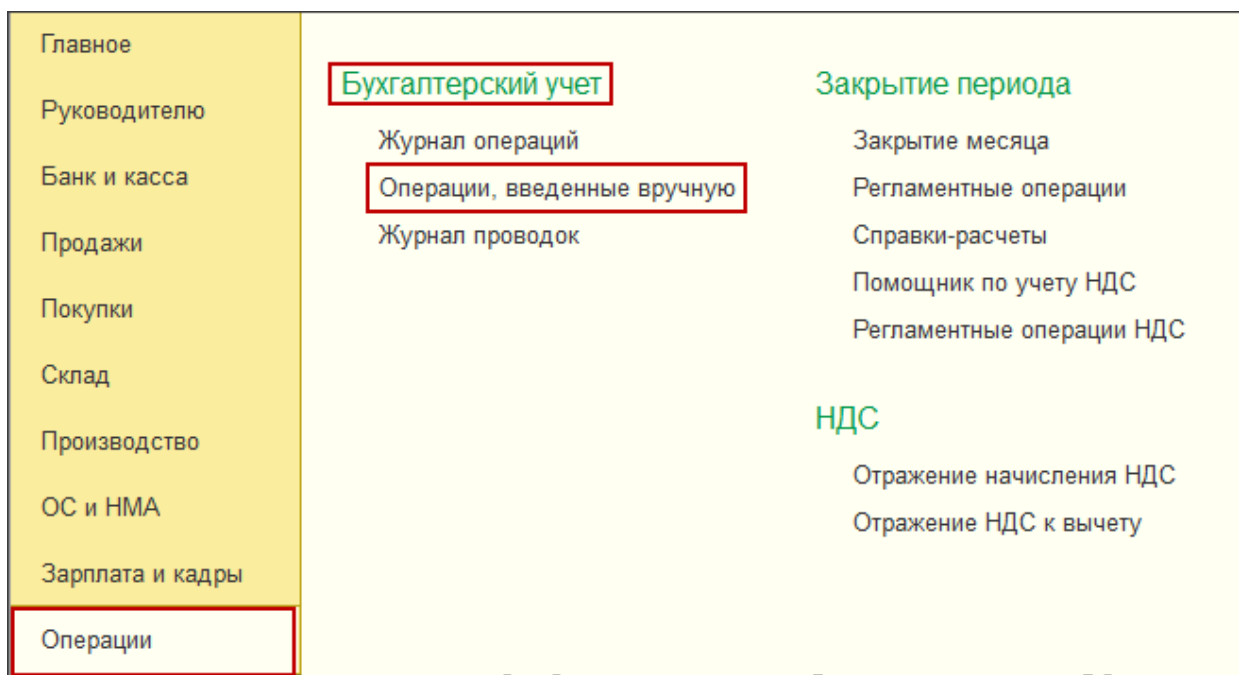 Главное
Руководителю
Банк и касса
Продажи
Покупки
Склад
Производство
ОС и НМА
Зарплата и кадры
Операции
Бухгалтерский учет
Журнал операций
Операции, введенные вручную
Журнал проводок
Закрытие периода
Закрытие месяца
Регламентные операции
Справки-расчеты
Помощник по учету НДС
Регламентные операции НДС
НДС
Отражение начисления НДС
Отражение НДС к вычету